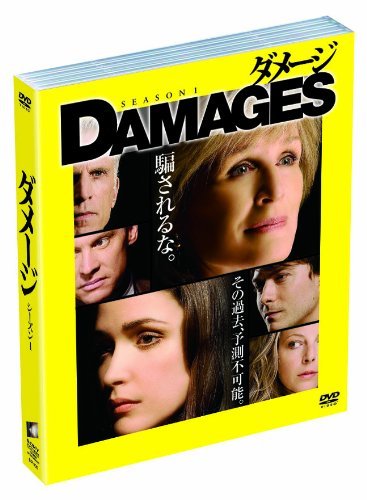 ダメージ
SEASON 1
DAMAGES
騙されるな。
その過去、予測不可能。
DVD
VIDEO
DVD
ダメージ
シーズン 1